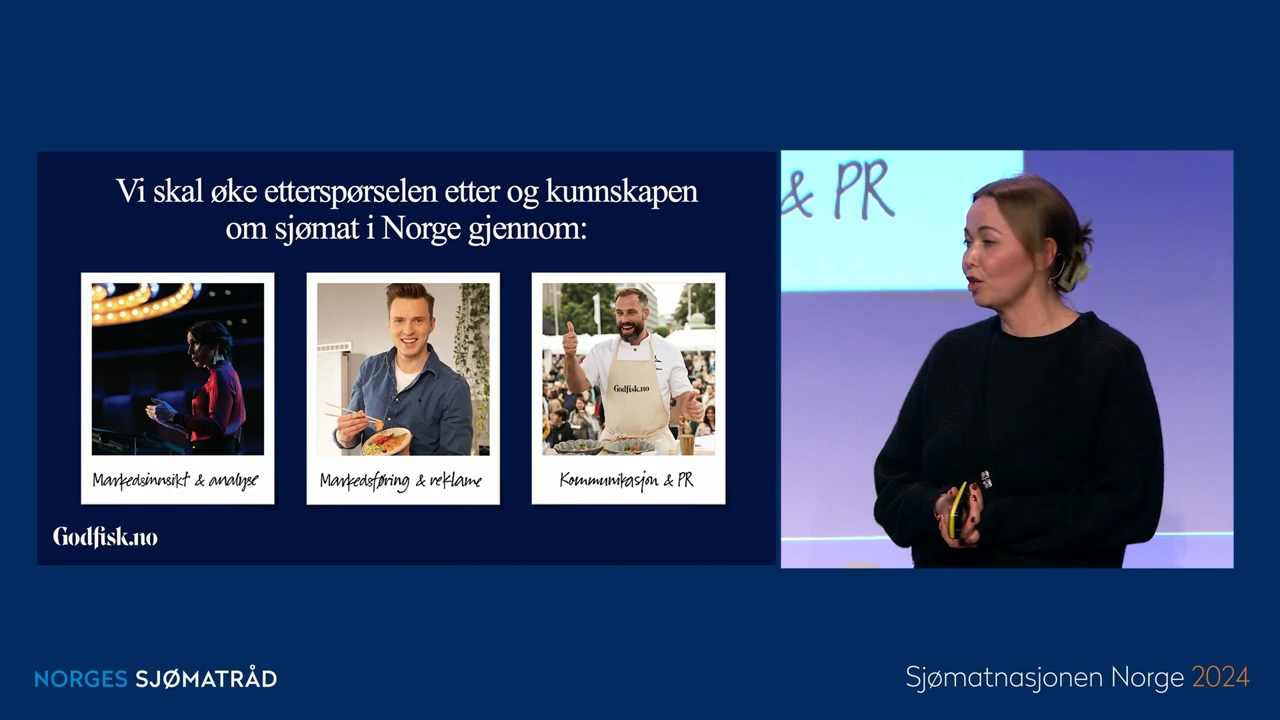 Vi skal øke etterspørselen etter og kunnskapen
om sjømat i Norge gjennom:
& PR
Godfisk.no
Markedsinnsikt & analyse
Markedsføring & reklame
Kommunikasjon & PR
Godfisk.no
NORGES SJØMATRÅD
Sjømatnasjonen Norge 2024